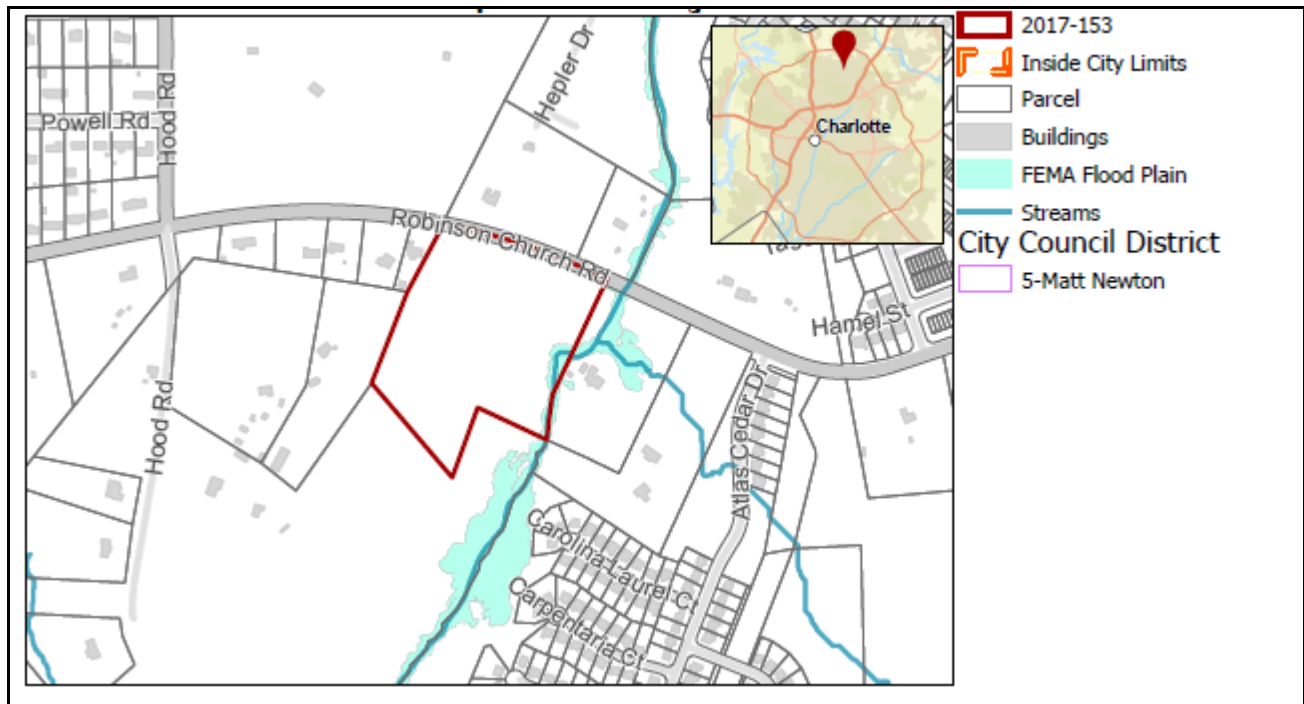 Hepler Dr
Powell Rd
Hood Rd
Robinson Church Rd
Charlotte
Hamel St
Hood Rd
Atlas Cedar Dr
Carolina Laurel Ct
Carpentaria Ct
2017-153
Inside City Limits
Parcel
Buildings
FEMA Flood Plain
Streams
City Council District
5-Matt Newton